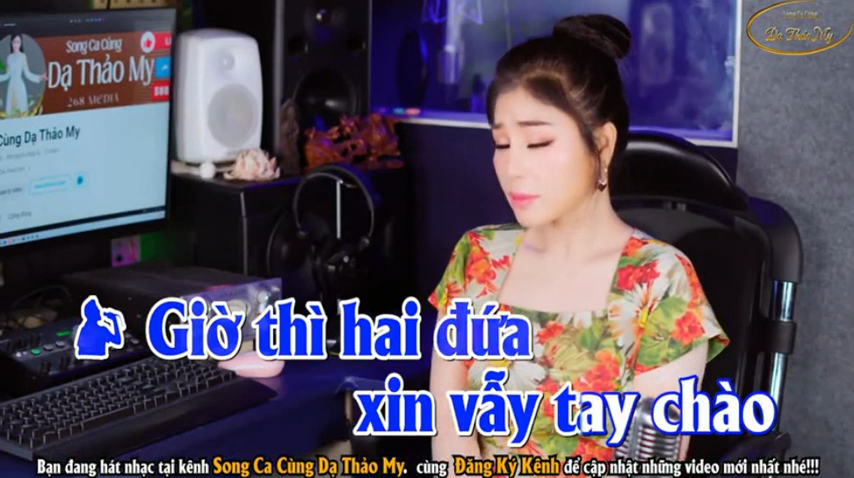 Song Ca Cùng
Dạ Thảo My
268 MEDIA
Cùng Dạ Thảo My
Song Ca Cùng
Dạ Thảo My
Giờ thì hai đứa
xin vẫy tay chào
Bạn đang hát nhạc tại kênh Song Ca Cùng Dạ Thảo My. cùng Đăng Ký Kênh để cập nhật những video mới nhất nhé!!!